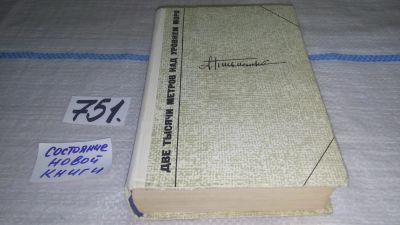 751.
СОСТОЯНИЕ
НОВОЙ
КНИГИ
ДВЕ ТЫСЯЧИ МЕТРОВ НАД УРОВНЕМ МОРЯ